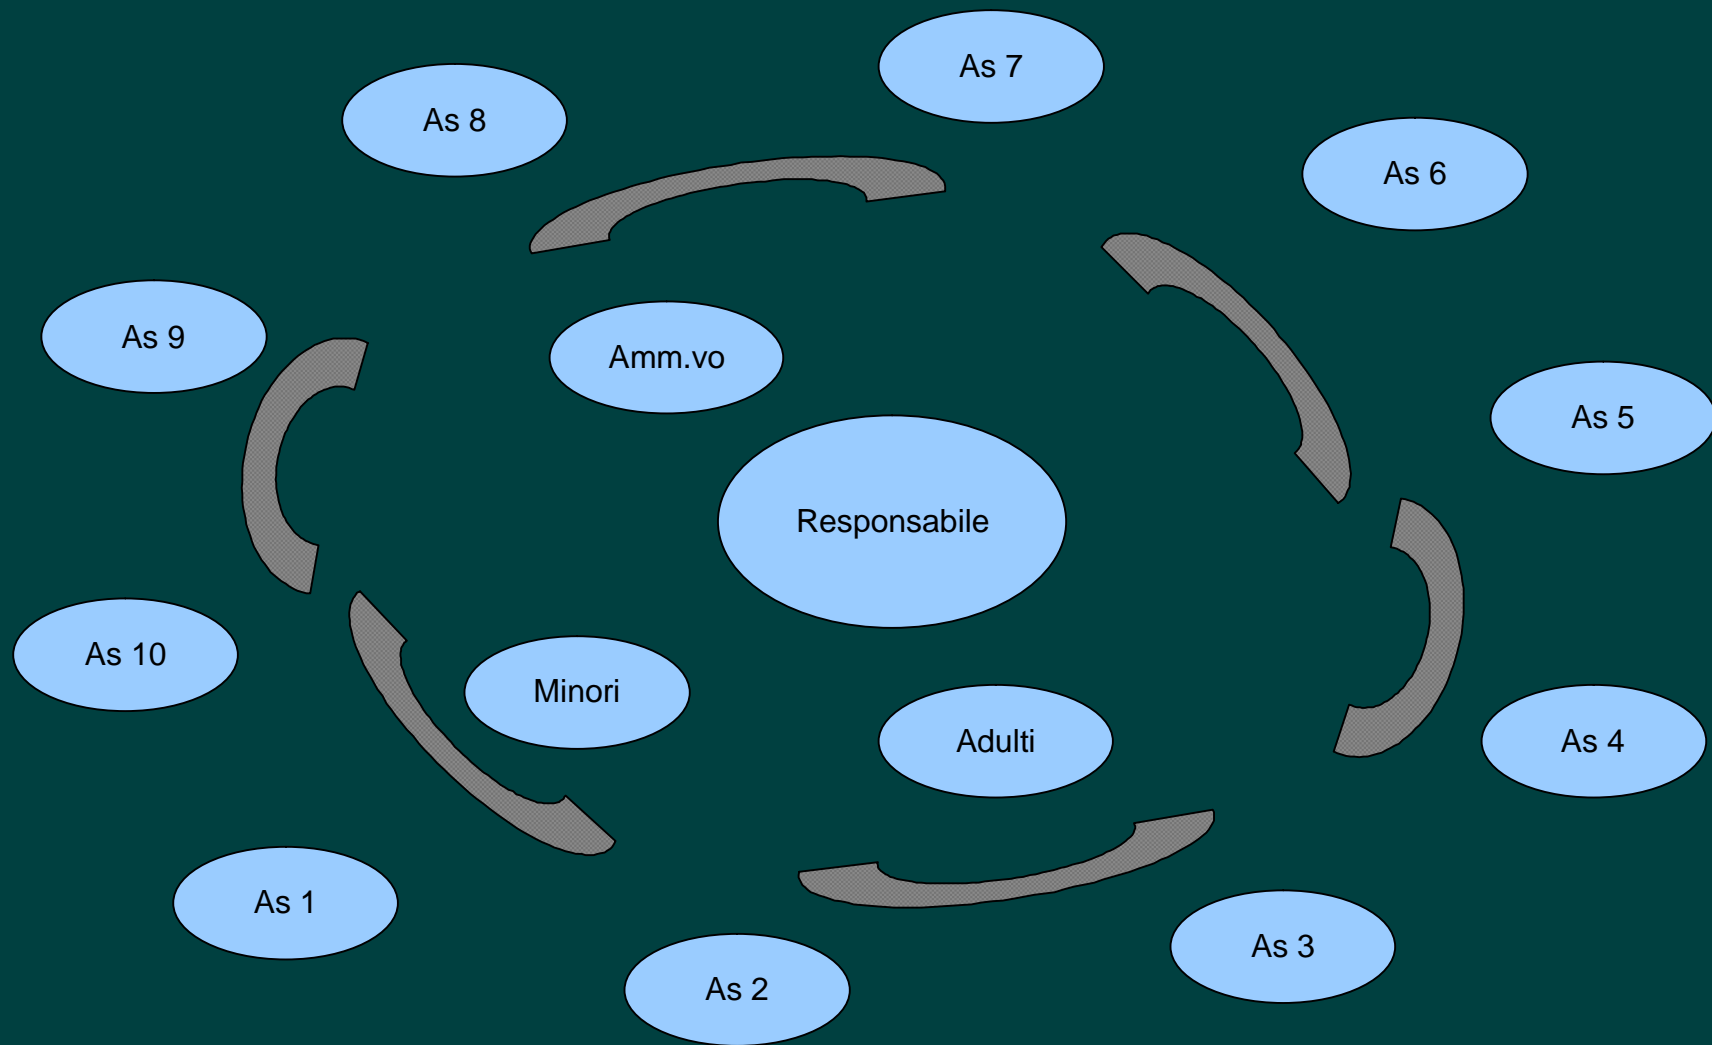 As 7
As 8
As 6
As 9
Amm.vo
As 5
Responsabile
As 10
Minori
Adulti
As 4
As 1
As 3
As 2